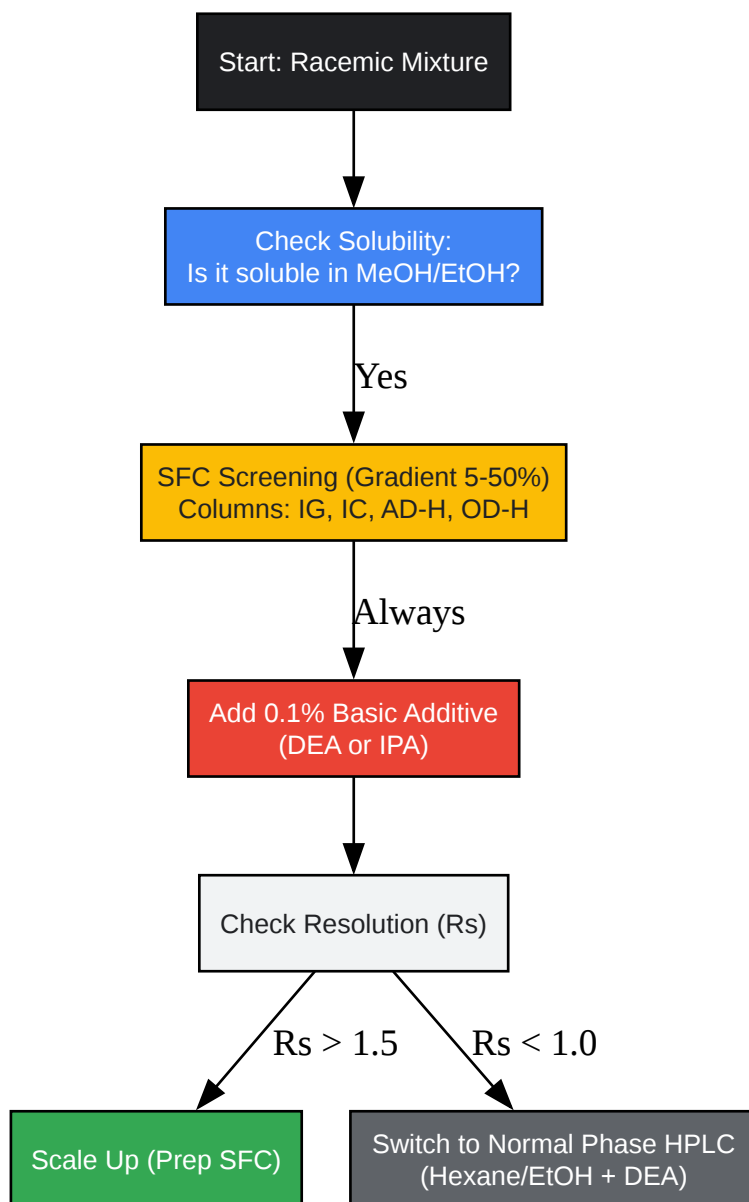 Start: Racemic Mixture
Check Solubility:
Is it soluble in MeOH/EtOH?
Yes
SFC Screening (Gradient 5-50%)
Columns: IG, IC, AD-H, OD-H
Always
Add 0.1% Basic Additive
(DEA or IPA)
Check Resolution (Rs)
Rs > 1.5
Rs < 1.0
Scale Up (Prep SFC)
Switch to Normal Phase HPLC
(Hexane/EtOH + DEA)